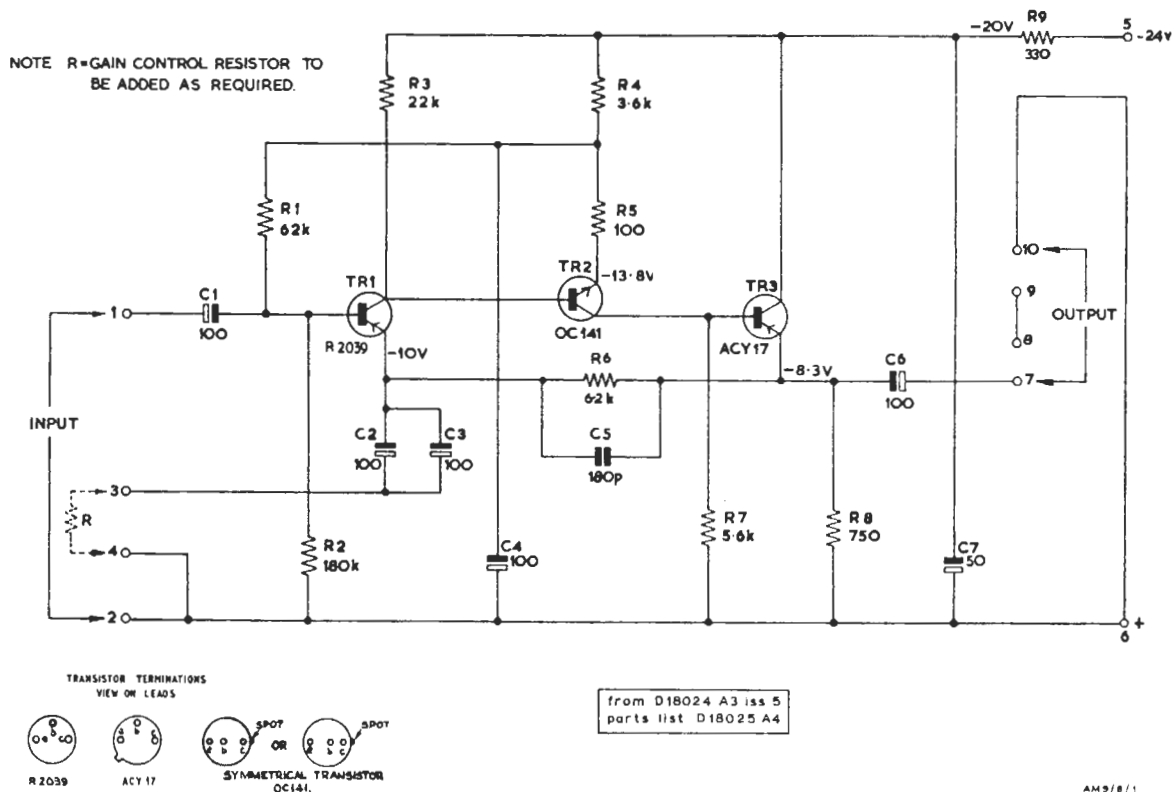 NOTE R=GAIN CONTROL RESISTOR TO
BE ADDED AS REQUIRED.
R3
22k
R4
3.6k
-20V
R9
330
5
-24V
R1
62k
R5
100
TR1
TR2
-13.8V
TR3
10
9
8
7
OUTPUT
1
C1
100
R2039
OC141
ACY17
-10V
R6
6.2k
-8.3V
C6
100
INPUT
C2
100
C3
100
C5
180p
3
R
4
2
R2
180k
C4
100
R7
5.6k
R8
750
C7
50
+
6
TRANSISTOR TERMINATIONS
VIEW ON LEADS
e b c
e b c
e b c
SPOT
OR
e b c
SPOT
R2039
ACY 17
SYMMETRICAL TRANSISTOR
OC141.
from D18024 A3 iss 5
parts list D18025 A4
AM9/8/1